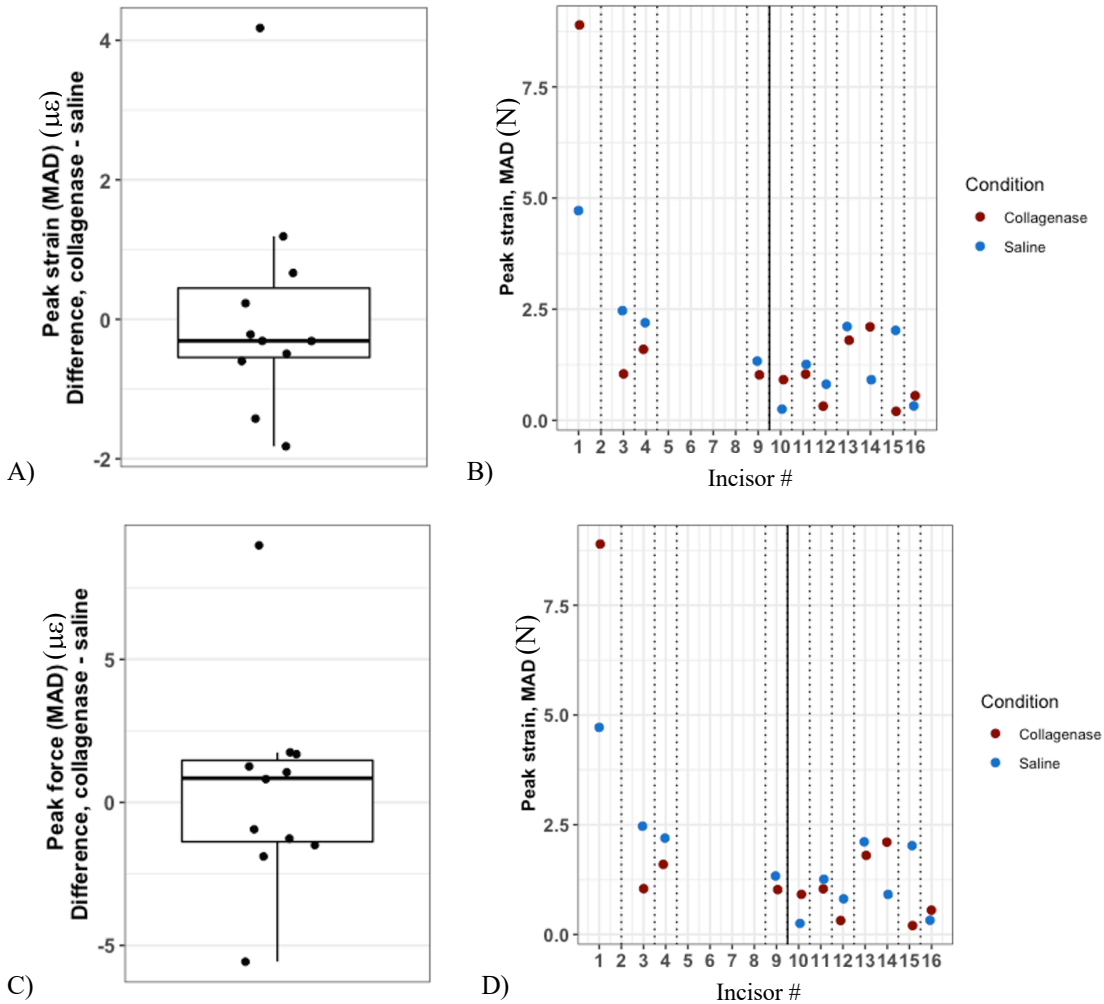 Peak strain (MAD) (με)
Difference, collagenase - saline
4
2
0
-2
A)
Peak strain, MAD (N)
7.5
5.0
2.5
0.0
1 2 3 4 5 6 7 8 9 10 11 12 13 14 15 16
Incisor #
Condition
Collagenase
Saline
B)
Peak force (MAD) (με)
Difference, collagenase - saline
5
0
-5
C)
Peak strain, MAD (N)
7.5
5.0
2.5
0.0
1 2 3 4 5 6 7 8 9 10 11 12 13 14 15 16
Incisor #
Condition
Collagenase
Saline
D)